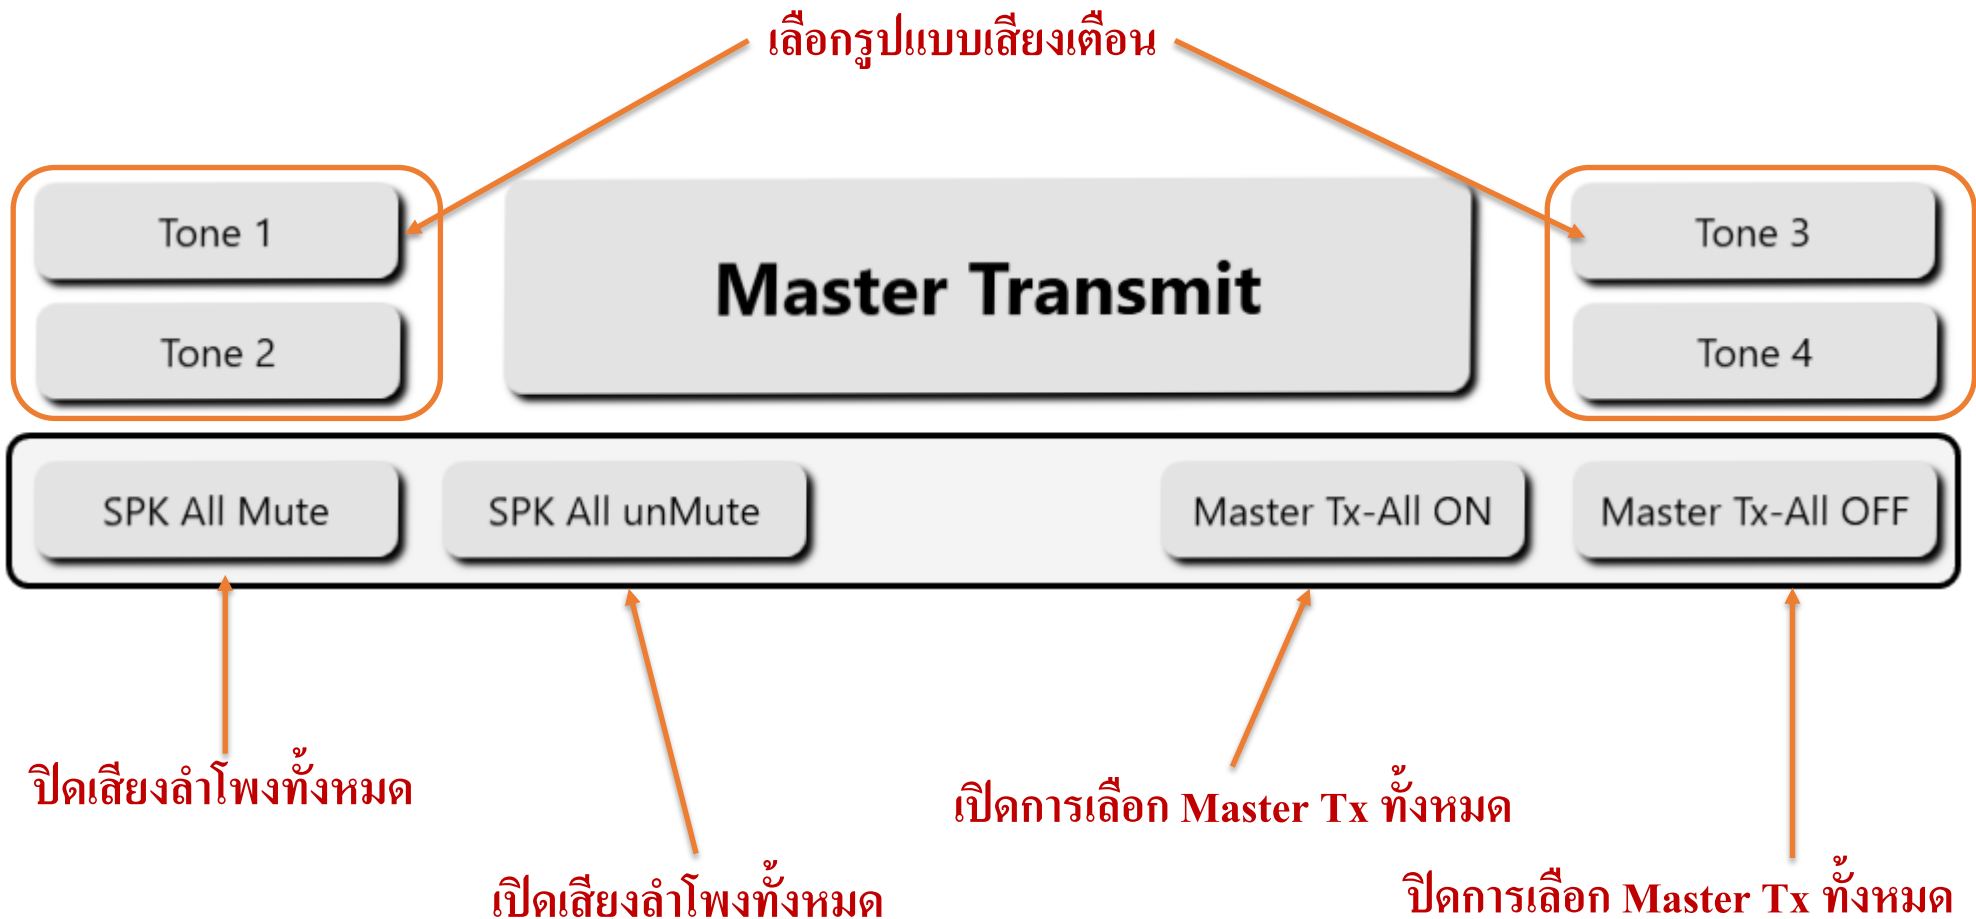 เลือกรูปแบบเสียงเตือน
Tone 1
Tone 2
Master Transmit
Tone 3
Tone 4
SPK All Mute
SPK All unMute
Master Tx-All ON
Master Tx-All OFF
ปิดเสียงลำโพงทั้งหมด
เปิดเสียงลำโพงทั้งหมด
เปิดการเลือก Master Tx ทั้งหมด
ปิดการเลือก Master Tx ทั้งหมด